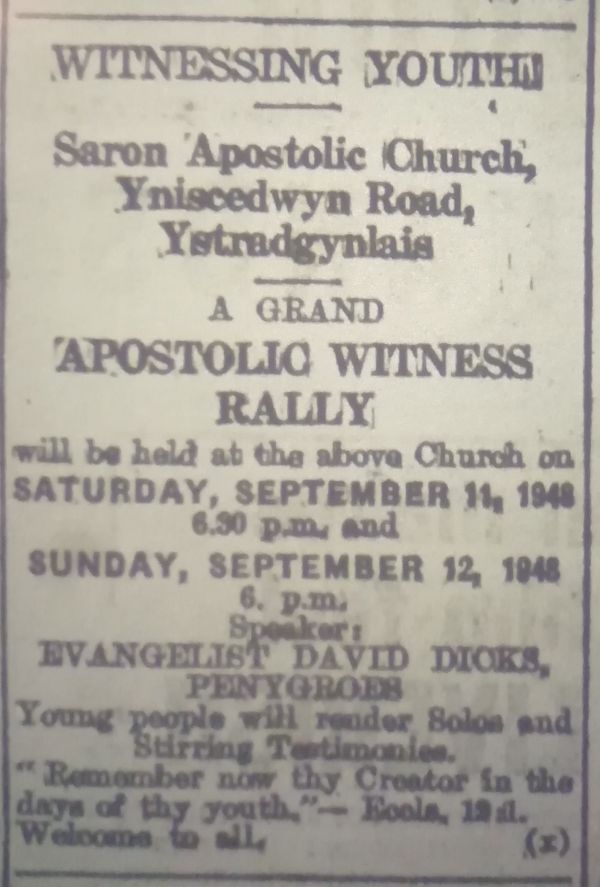 WITNESSING YOUTH
Saron Apostolic Church,
Yniscedwyn Road,
Ystradgynlais
A GRAND
APOSTOLIC WITNESS
RALLY
will be held at the above Church on
SATURDAY, SEPTEMBER 11, 1948
6.30 p.m. and
SUNDAY, SEPTEMBER 12, 1948
6. p.m.
Speaker:
EVANGELIST DAVID DICKS,
PENYGROES
Young people will render Solos and
Stirring Testimonies.
"Remember now thy Creator in the
days of thy youth."— Eccls.
Welcome to all. (x)